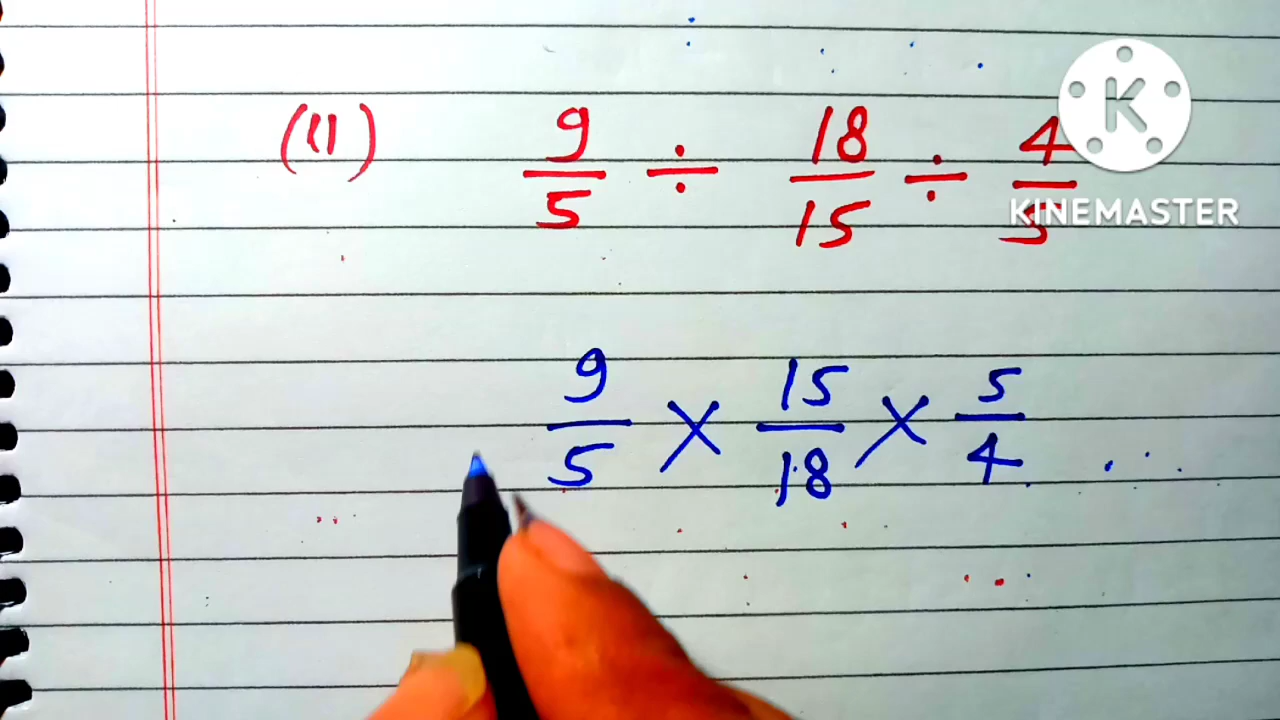 (11) 9/5 ÷ 18/15 ÷ 4/5
KINEMASTER
9/5 × 15/18 × 5/4 ...